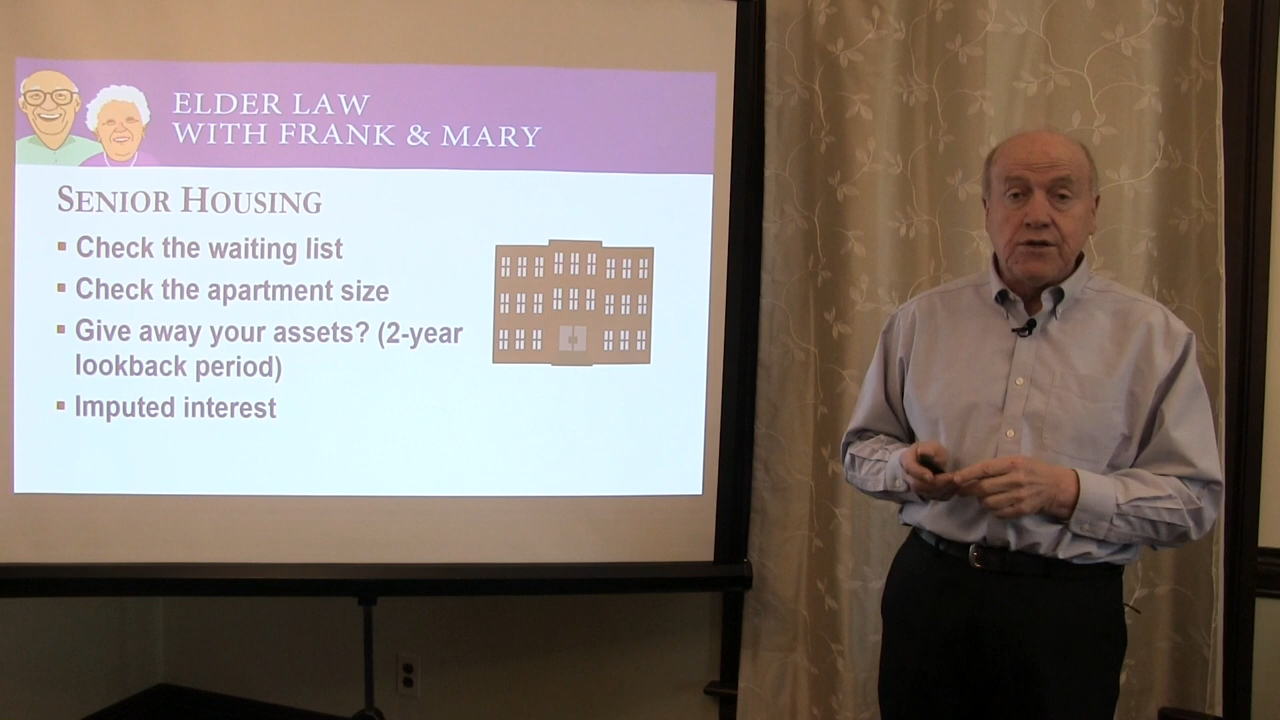 ELDER LAW
WITH FRANK & MARY
SENIOR HOUSING
▪ Check the waiting list
▪ Check the apartment size
▪ Give away your assets? (2-year
lookback period)
▪ Imputed interest